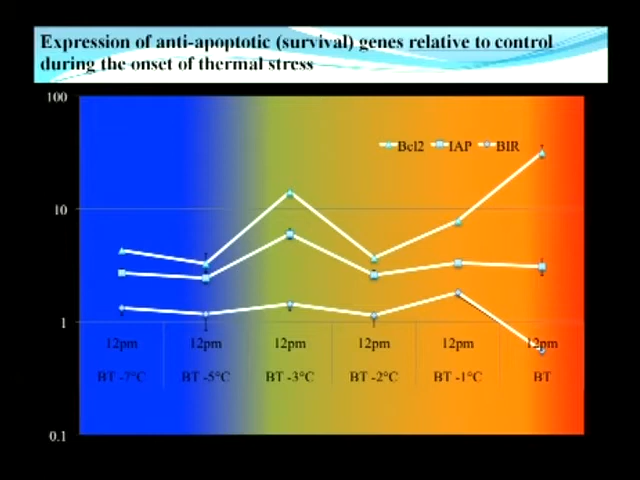 Expression of anti-apoptotic (survival) genes relative to control
during the onset of thermal stress
100
Bcl2 IAP BIR
10
1
12pm 12pm 12pm 12pm 12pm 12pm
BT -7°C BT -5°C BT -3°C BT -2°C BT -1°C BT
0.1